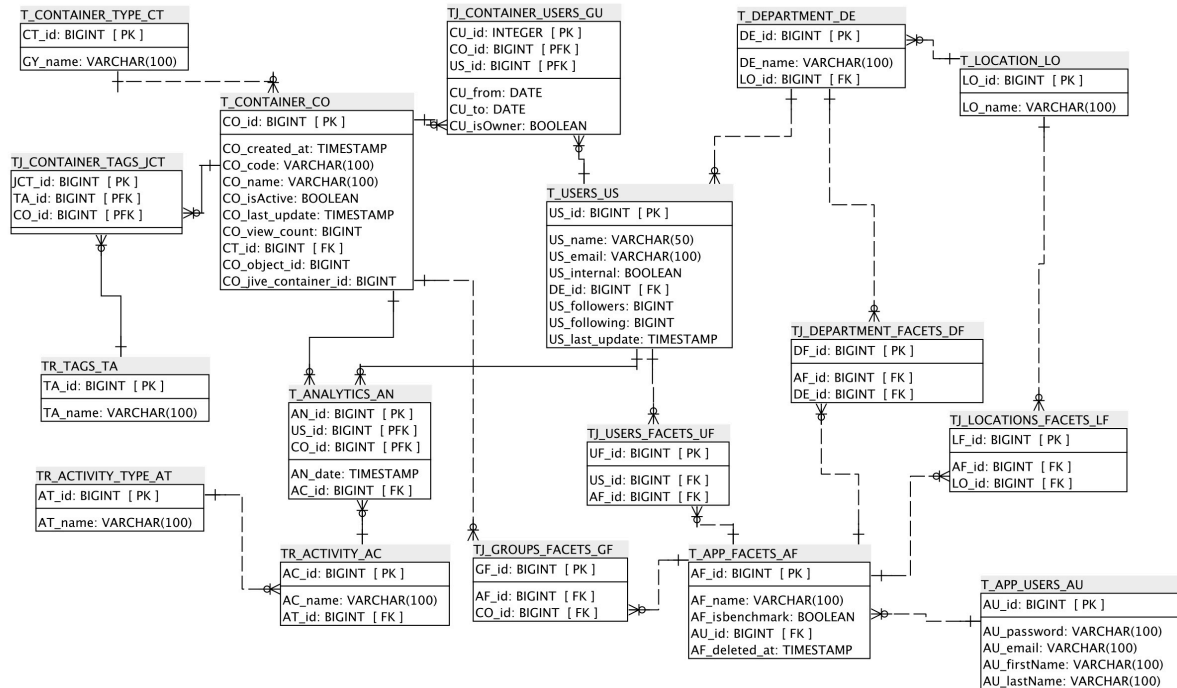 T_CONTAINER_TYPE_CT
CT_id: BIGINT [ PK ]
GY_name: VARCHAR(100)
TJ_CONTAINER_USERS_GU
CU_id: INTEGER [ PK ]
CO_id: BIGINT [ PFK ]
US_id: BIGINT [ PFK ]
CU_from: DATE
CU_to: DATE
CU_isOwner: BOOLEAN
T_DEPARTMENT_DE
DE_id: BIGINT [ PK ]
DE_name: VARCHAR(100)
LO_id: BIGINT [ FK ]
T_LOCATION_LO
LO_id: BIGINT [ PK ]
LO_name: VARCHAR(100)
T_CONTAINER_CO
CO_id: BIGINT [ PK ]
CO_created_at: TIMESTAMP
CO_code: VARCHAR(100)
CO_name: VARCHAR(100)
CO_isActive: BOOLEAN
CO_last_update: TIMESTAMP
CO_view_count: BIGINT
CT_id: BIGINT [ FK ]
CO_object_id: BIGINT
CO_jive_container_id: BIGINT
TJ_CONTAINER_TAGS_JCT
JCT_id: BIGINT [ PK ]
TA_id: BIGINT [ PFK ]
CO_id: BIGINT [ PFK ]
T_USERS_US
US_id: BIGINT [ PK ]
US_name: VARCHAR(50)
US_email: VARCHAR(100)
US_internal: BOOLEAN
DE_id: BIGINT [ FK ]
US_followers: BIGINT
US_following: BIGINT
US_last_update: TIMESTAMP
TJ_DEPARTMENT_FACETS_DF
DF_id: BIGINT [ PK ]
AF_id: BIGINT [ FK ]
DE_id: BIGINT [ FK ]
TR_TAGS_TA
TA_id: BIGINT [ PK ]
TA_name: VARCHAR(100)
T_ANALYTICS_AN
AN_id: BIGINT [ PK ]
US_id: BIGINT [ PFK ]
CO_id: BIGINT [ PFK ]
AN_date: TIMESTAMP
AC_id: BIGINT [ FK ]
TJ_USERS_FACETS_UF
UF_id: BIGINT [ PK ]
US_id: BIGINT [ FK ]
AF_id: BIGINT [ FK ]
TJ_LOCATIONS_FACETS_LF
LF_id: BIGINT [ PK ]
AF_id: BIGINT [ FK ]
LO_id: BIGINT [ FK ]
TR_ACTIVITY_TYPE_AT
AT_id: BIGINT [ PK ]
AT_name: VARCHAR(100)
TR_ACTIVITY_AC
AC_id: BIGINT [ PK ]
AC_name: VARCHAR(100)
AT_id: BIGINT [ FK ]
TJ_GROUPS_FACETS_GF
GF_id: BIGINT [ PK ]
AF_id: BIGINT [ FK ]
CO_id: BIGINT [ FK ]
T_APP_FACETS_AF
AF_id: BIGINT [ PK ]
AF_name: VARCHAR(100)
AF_isbenchmark: BOOLEAN
AU_id: BIGINT [ FK ]
AF_deleted_at: TIMESTAMP
T_APP_USERS_AU
AU_id: BIGINT [ PK ]
AU_password: VARCHAR(100)
AU_email: VARCHAR(100)
AU_firstName: VARCHAR(100)
AU_lastName: VARCHAR(100)